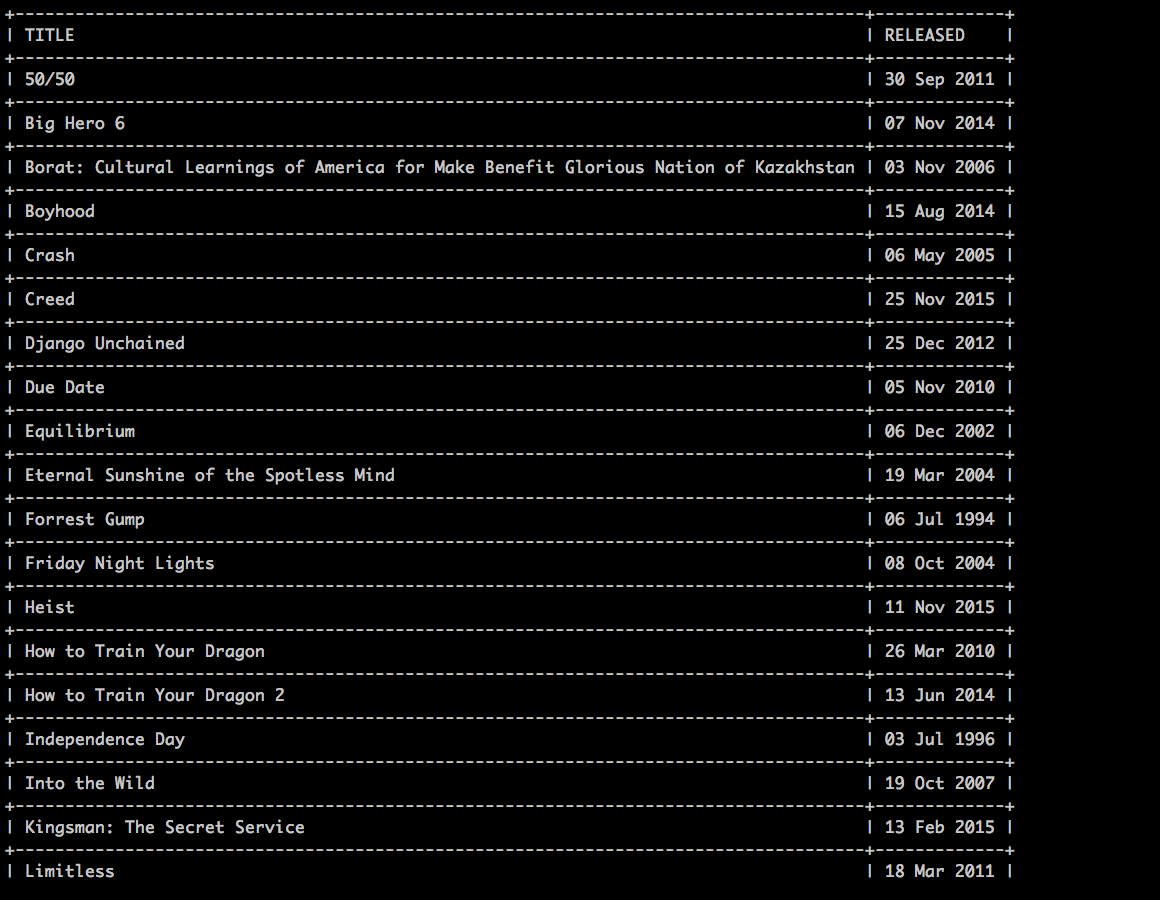 | TITLE | RELEASED |
| 50/50 | 30 Sep 2011 |
| Big Hero 6 | 07 Nov 2014 |
| Borat: Cultural Learnings of America for Make Benefit Glorious Nation of Kazakhstan | 03 Nov 2006 |
| Boyhood | 15 Aug 2014 |
| Crash | 06 May 2005 |
| Creed | 25 Nov 2015 |
| Django Unchained | 25 Dec 2012 |
| Due Date | 05 Nov 2010 |
| Equilibrium | 06 Dec 2002 |
| Eternal Sunshine of the Spotless Mind | 19 Mar 2004 |
| Forrest Gump | 06 Jul 1994 |
| Friday Night Lights | 08 Oct 2004 |
| Heist | 11 Nov 2015 |
| How to Train Your Dragon | 26 Mar 2010 |
| How to Train Your Dragon 2 | 13 Jun 2014 |
| Independence Day | 03 Jul 1996 |
| Into the Wild | 19 Oct 2007 |
| Kingsman: The Secret Service | 13 Feb 2015 |
| Limitless | 18 Mar 2011 |